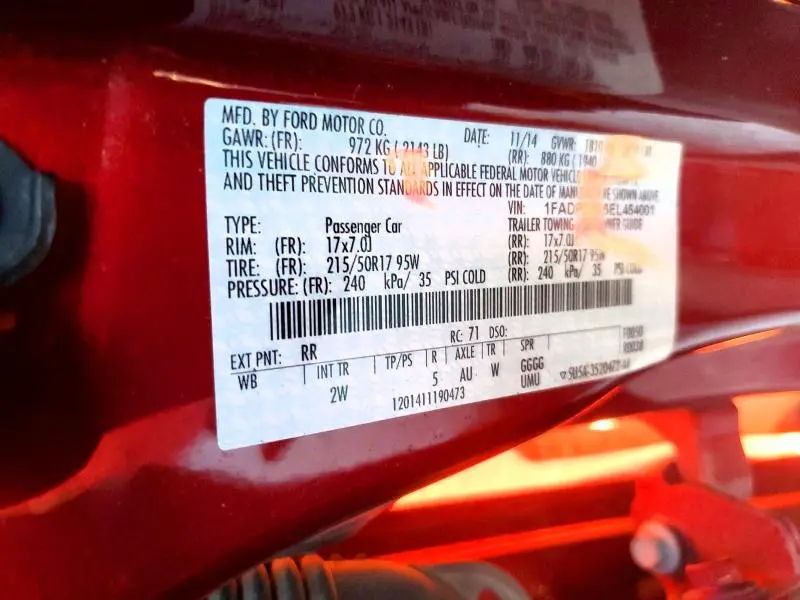 MFD. BY FORD MOTOR CO. DATE: 11/14 GVWR:
GAWR: (FR): 972 KG ( 2143 LB) (RR): 880 KG ( 1940
THIS VEHICLE CONFORMS TO ALL APPLICABLE FEDERAL MOTOR
AND THEFT PREVENTION STANDARDS IN EFFECT ON THE DATE OF SHOWN ABOVE
VIN:
TYPE: Passenger Car TRAILER TOWING GUIDE
RIM: (FR): 17x7.0J (RR): 17x7.0J
TIRE: (FR): 215/50R17 95W (RR): 215/50R17 95W
PRESSURE: (FR): 240 kPa/ 35 PSI COLD (RR): 240 kPa/ 35 PSI COLD
EXT PNT: RR RC: 71 DSO:
WB INT TR TP/PS R AXLE TR SPR
2W 5 AU W GGGG
UMU
1201411190473